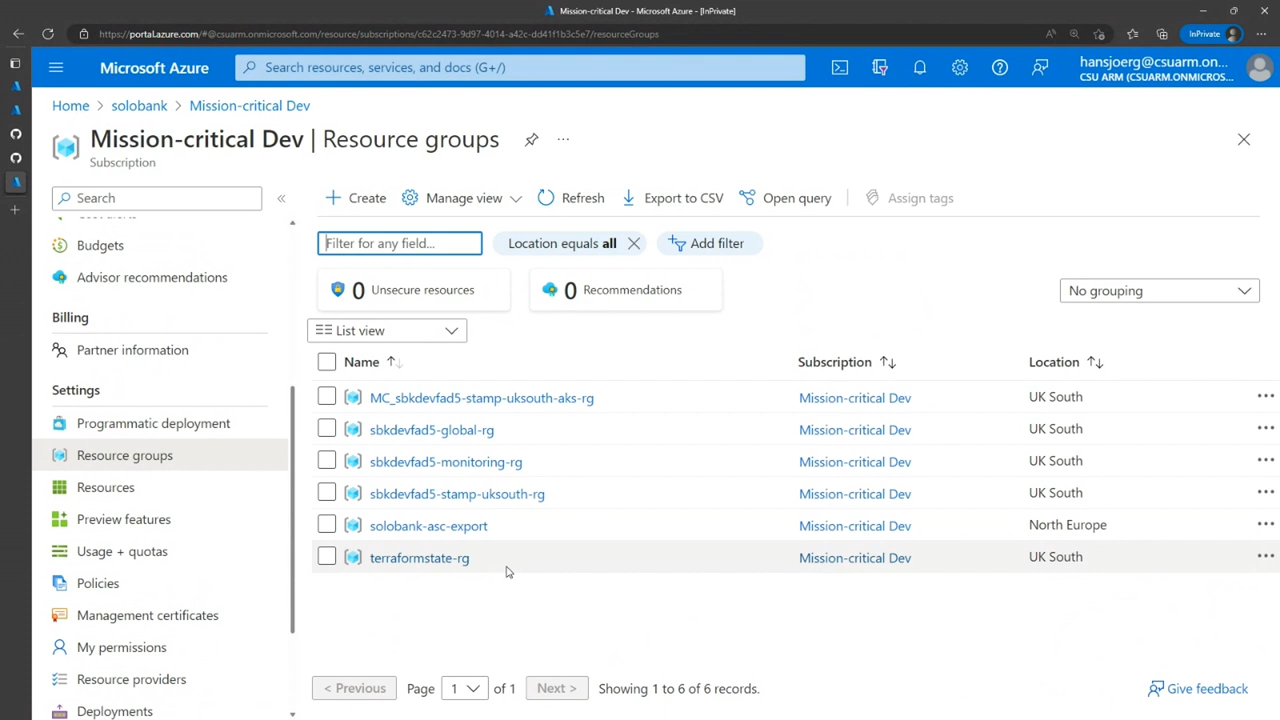 Mission-critical Dev - Microsoft Azure - [InPrivate]
https://portal.azure.com/#@csuarm.onmicrosoft.com/resource/subscriptions/c62c2473-9d97-4014-a42c-dd41f1b3c5e7/resourceGroups
InPrivate
Microsoft Azure
Search resources, services, and docs (G+/)
hansjoerg@csuarm.on...
CSU ARM (CSUARM.ONMICROS...
Home > solobank > Mission-critical Dev
Mission-critical Dev | Resource groups
Subscription
Search
Create
Manage view
Refresh
Export to CSV
Open query
Assign tags
Cost alerts
Budgets
Advisor recommendations
Billing
Partner information
Settings
Programmatic deployment
Resource groups
Resources
Preview features
Usage + quotas
Policies
Management certificates
My permissions
Resource providers
Deployments
Filter for any field...
Location equals all
Add filter
0 Unsecure resources
0 Recommendations
No grouping
List view
Name Subscription Location
MC_sbkdevfad5-stamp-uksouth-aks-rg Mission-critical Dev UK South
sbkdevfad5-global-rg Mission-critical Dev UK South
sbkdevfad5-monitoring-rg Mission-critical Dev UK South
sbkdevfad5-stamp-uksouth-rg Mission-critical Dev UK South
solobank-asc-export Mission-critical Dev North Europe
terraformstate-rg Mission-critical Dev UK South
< Previous Page 1 of 1 Next > Showing 1 to 6 of 6 records.
Give feedback